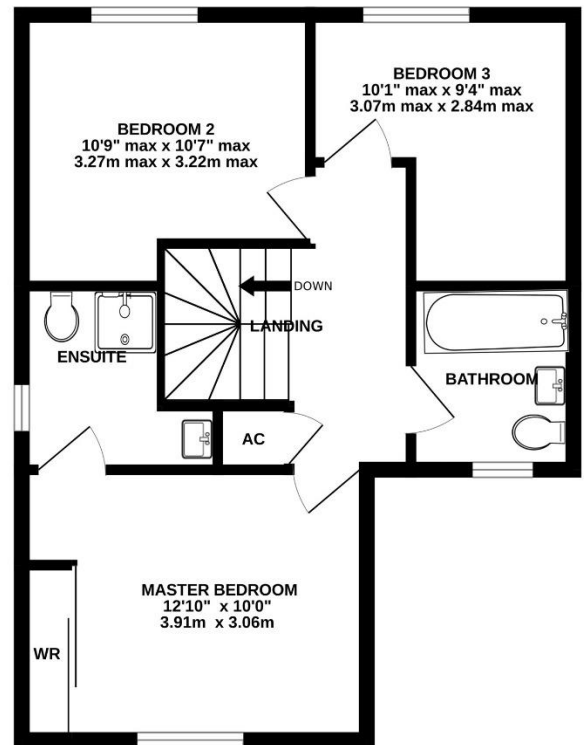 BEDROOM 2
10'9" max x 10'7" max
3.27m max x 3.22m max
BEDROOM 3
10'1" max x 9'4" max
3.07m max x 2.84m max
DOWN
LANDING
ENSUITE
BATHROOM
AC
MASTER BEDROOM
12'10" x 10'0"
3.91m x 3.06m
WR